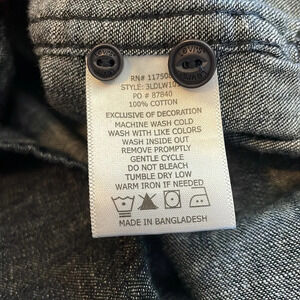 RN# 11750
STYLE: 3LDLW10
PO # 87840
100% COTTON
EXCLUSIVE OF DECORATION
MACHINE WASH COLD
WASH WITH LIKE COLORS
WASH INSIDE OUT
REMOVE PROMPTLY
GENTLE CYCLE
DO NOT BLEACH
TUMBLE DRY LOW
WARM IRON IF NEEDED
MADE IN BANGLADESH